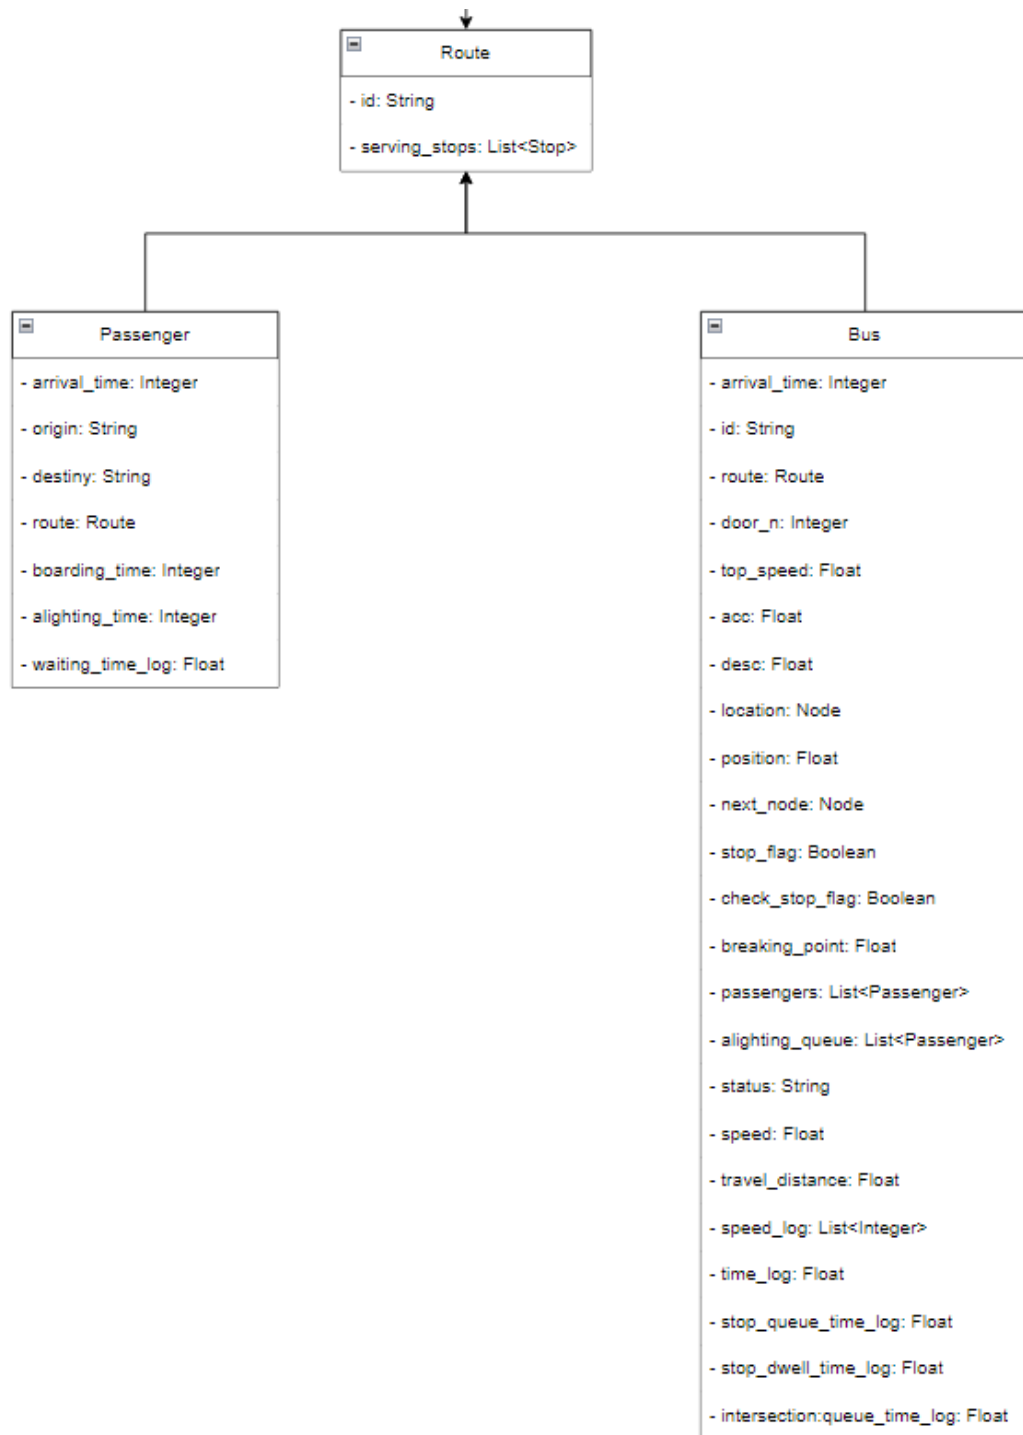 Route
- id: String
- serving_stops: List<Stop>
Passenger
- arrival_time: Integer
- origin: String
- destiny: String
- route: Route
- boarding_time: Integer
- alighting_time: Integer
- waiting_time_log: Float
Bus
- arrival_time: Integer
- id: String
- route: Route
- door_n: Integer
- top_speed: Float
- acc: Float
- desc: Float
- location: Node
- position: Float
- next_node: Node
- stop_flag: Boolean
- check_stop_flag: Boolean
- breaking_point: Float
- passengers: List<Passenger>
- alighting_queue: List<Passenger>
- status: String
- speed: Float
- travel_distance: Float
- speed_log: List<Integer>
- time_log: Float
- stop_queue_time_log: Float
- stop_dwell_time_log: Float
- intersection:queue_time_log: Float